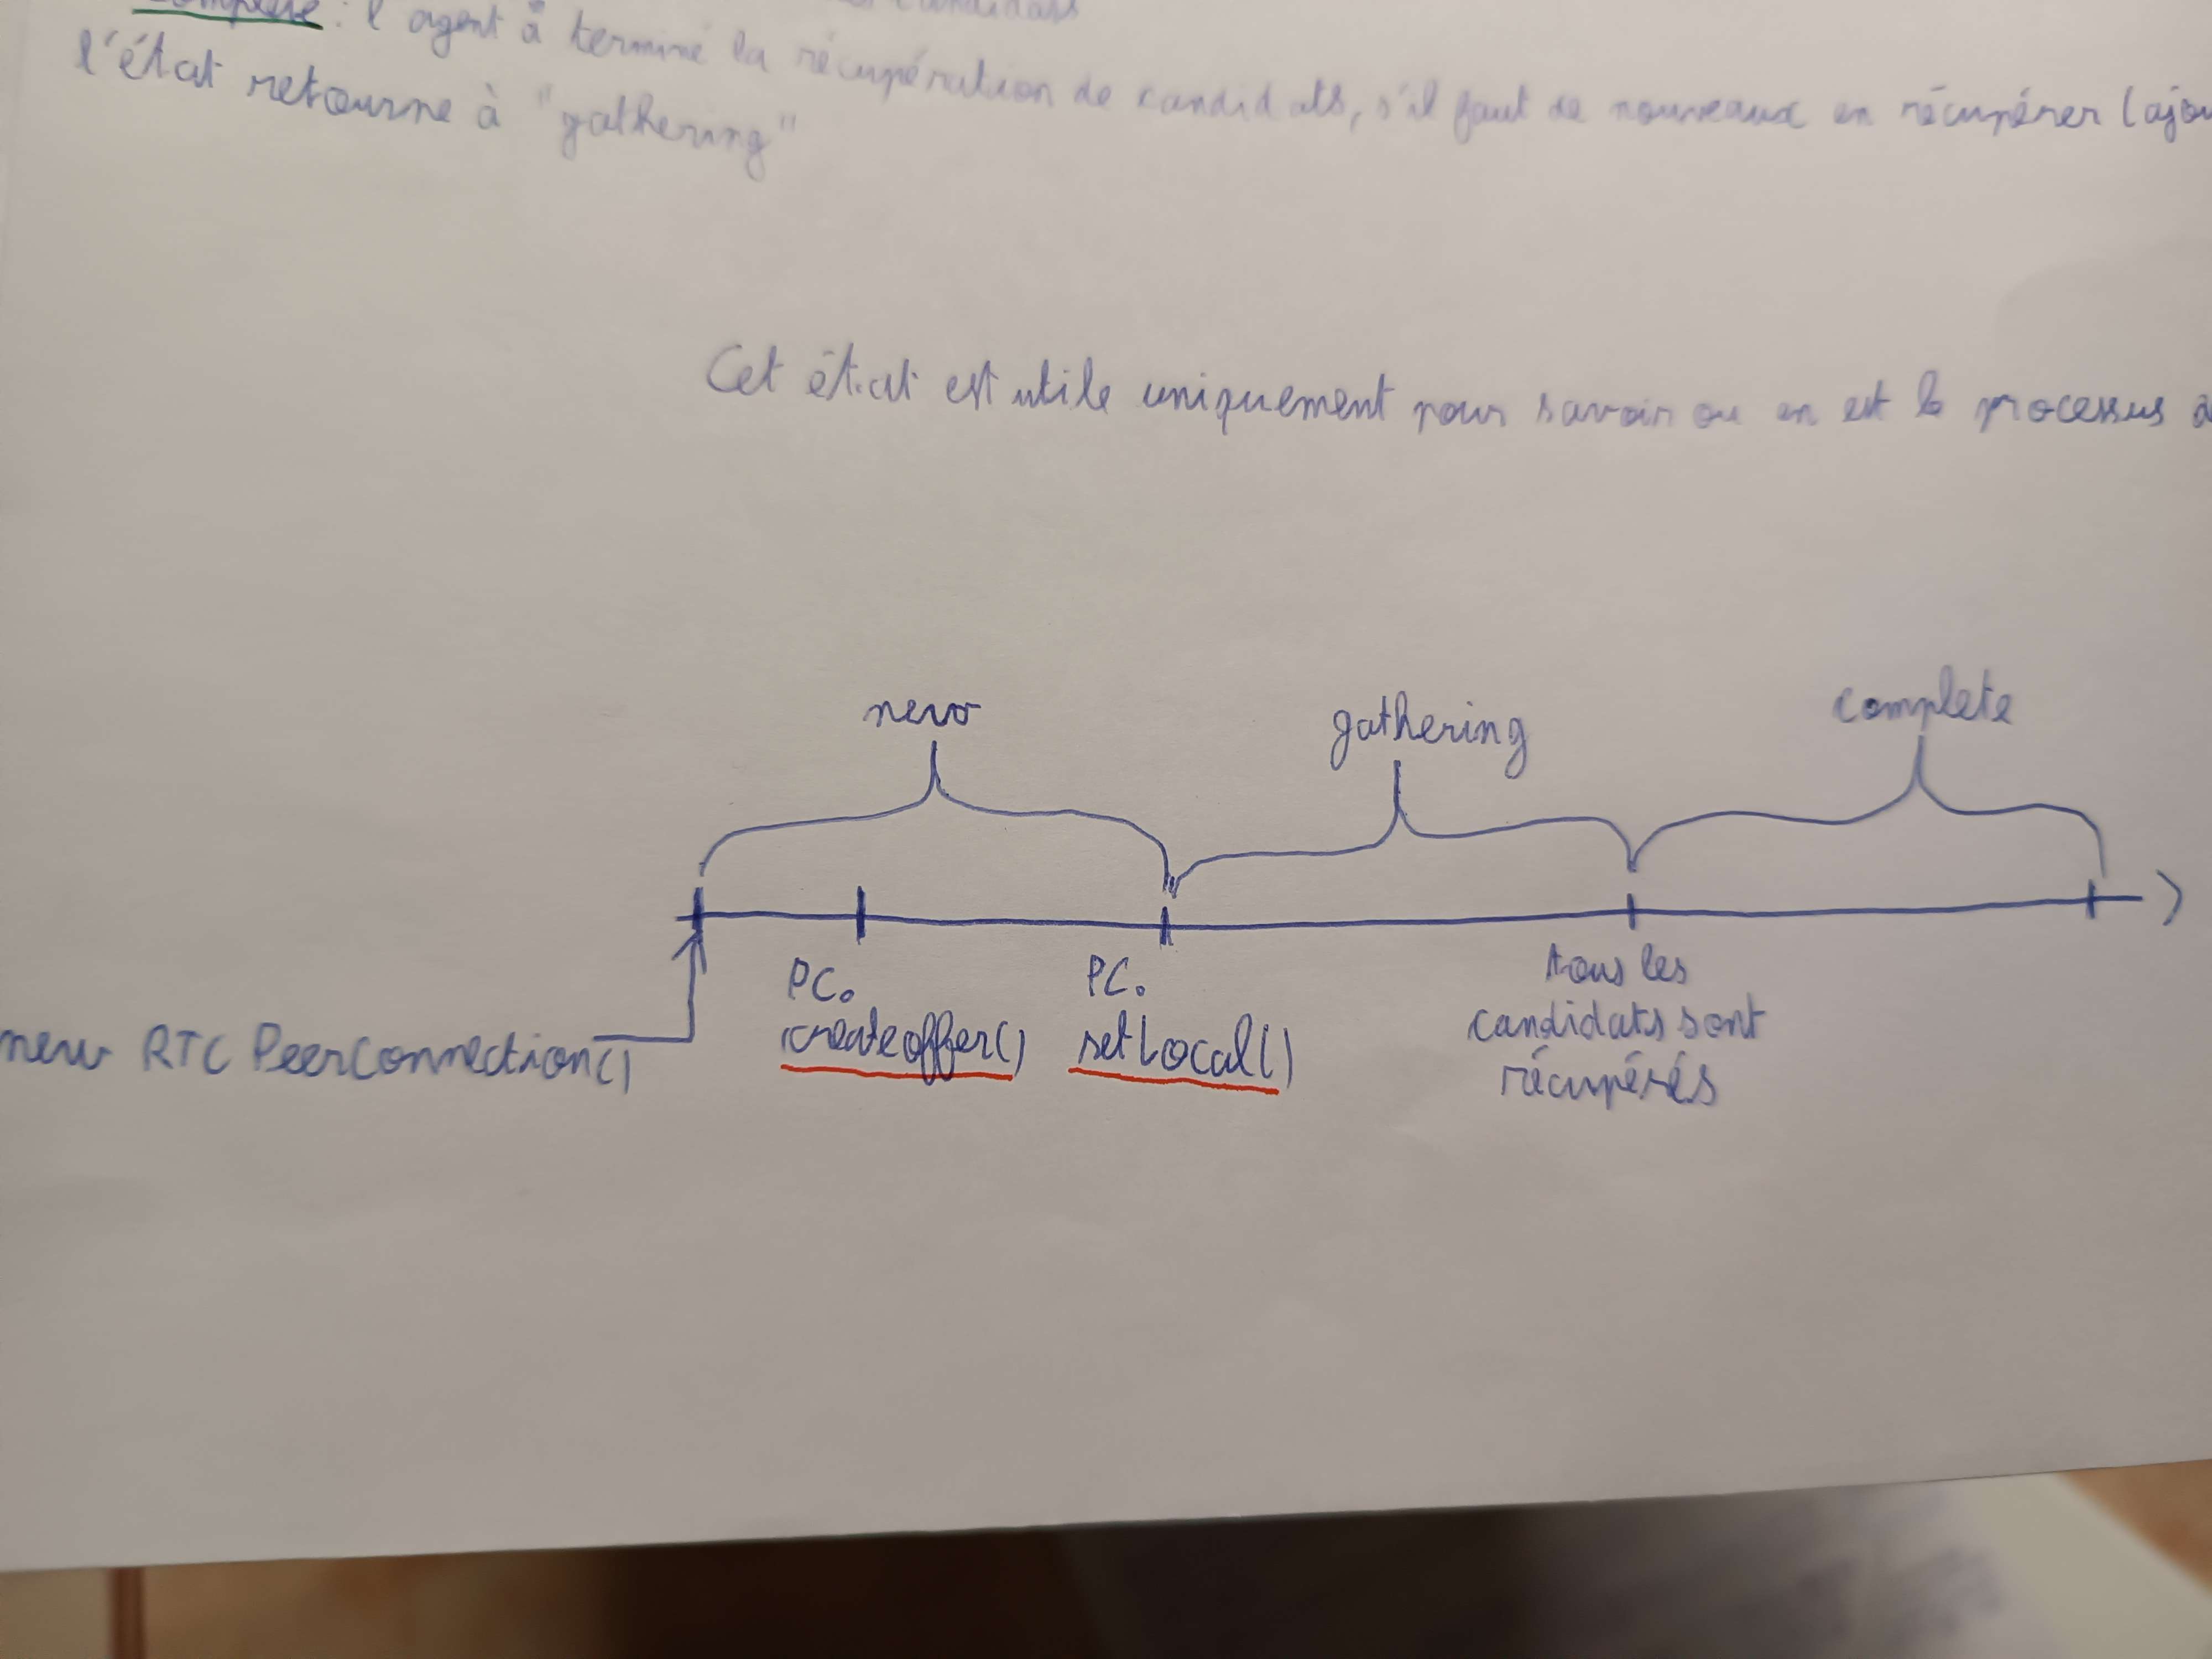 complete : l'agent à terminé la récupération de candidats, s'il faut de nouveaux en récupérer (ajou
l'état retourne à "gathering"
Cet état est utile uniquement pour savoir ou en est le processus
new
gathering
complete
new RTC PeerConnection()
PC.
createoffer()
PC.
setLocal()
tous les
candidats sont
récupérés